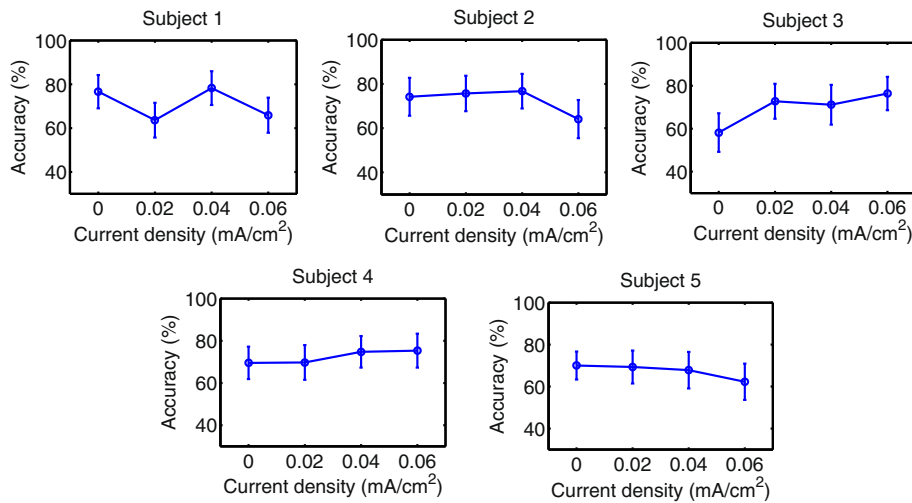 Subject 1
100
80
60
40
Accuracy (%)
0 0.02 0.04 0.06
Current density (mA/cm²)
Subject 2
100
80
60
40
Accuracy (%)
0 0.02 0.04 0.06
Current density (mA/cm²)
Subject 3
100
80
60
40
Accuracy (%)
0 0.02 0.04 0.06
Current density (mA/cm²)
Subject 4
100
80
60
40
Accuracy (%)
0 0.02 0.04 0.06
Current density (mA/cm²)
Subject 5
100
80
60
40
Accuracy (%)
0 0.02 0.04 0.06
Current density (mA/cm²)